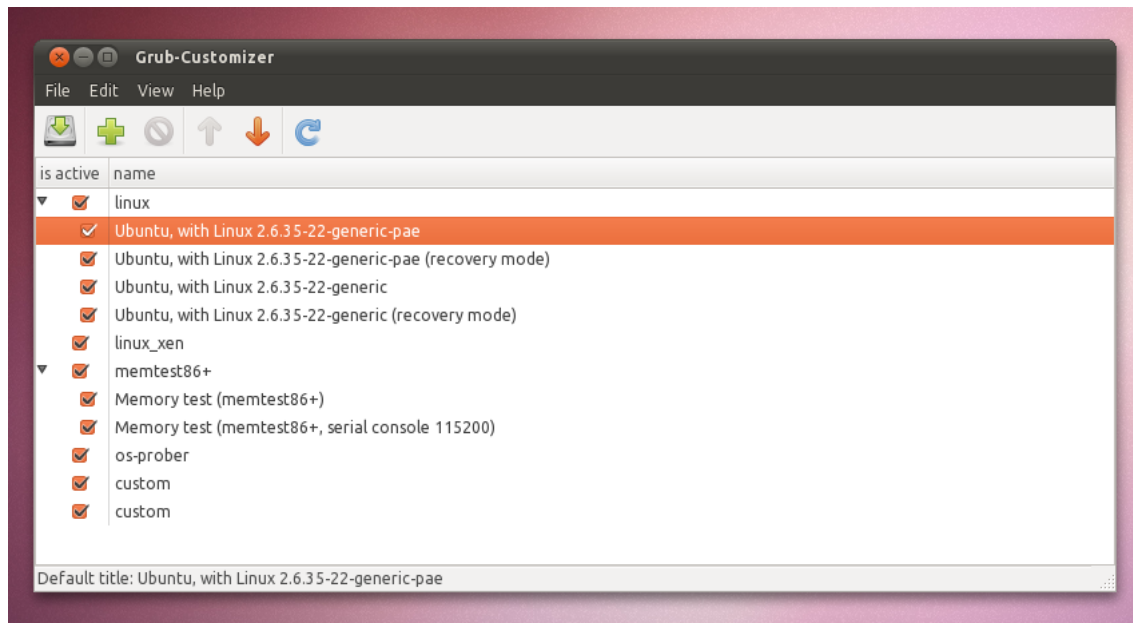 Grub-Customizer
File Edit View Help
is active name
linux
Ubuntu, with Linux 2.6.35-22-generic-pae
Ubuntu, with Linux 2.6.35-22-generic-pae (recovery mode)
Ubuntu, with Linux 2.6.35-22-generic
Ubuntu, with Linux 2.6.35-22-generic (recovery mode)
linux_xen
memtest86+
Memory test (memtest86+)
Memory test (memtest86+, serial console 115200)
os-prober
custom
custom
Default title: Ubuntu, with Linux 2.6.35-22-generic-pae